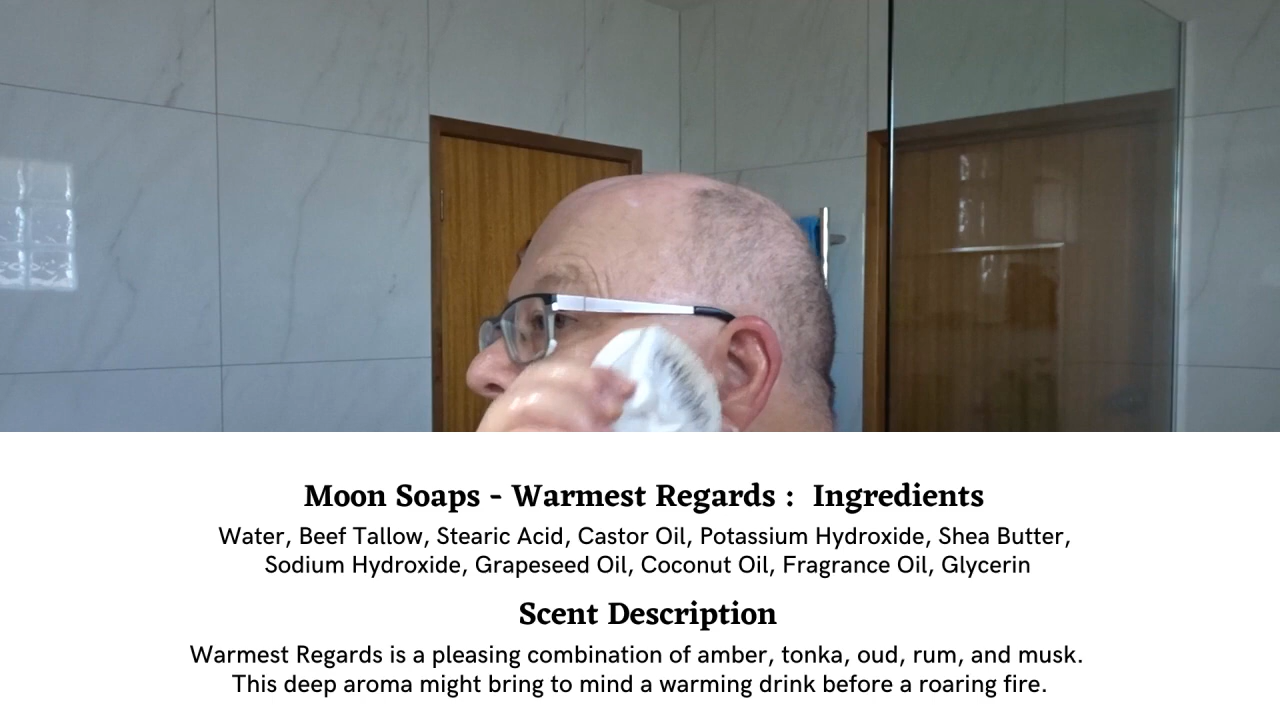 Moon Soaps - Warmest Regards :  Ingredients
Water, Beef Tallow, Stearic Acid, Castor Oil, Potassium Hydroxide, Shea Butter,
Sodium Hydroxide, Grapeseed Oil, Coconut Oil, Fragrance Oil, Glycerin
Scent Description
Warmest Regards is a pleasing combination of amber, tonka, oud, rum, and musk.
This deep aroma might bring to mind a warming drink before a roaring fire.